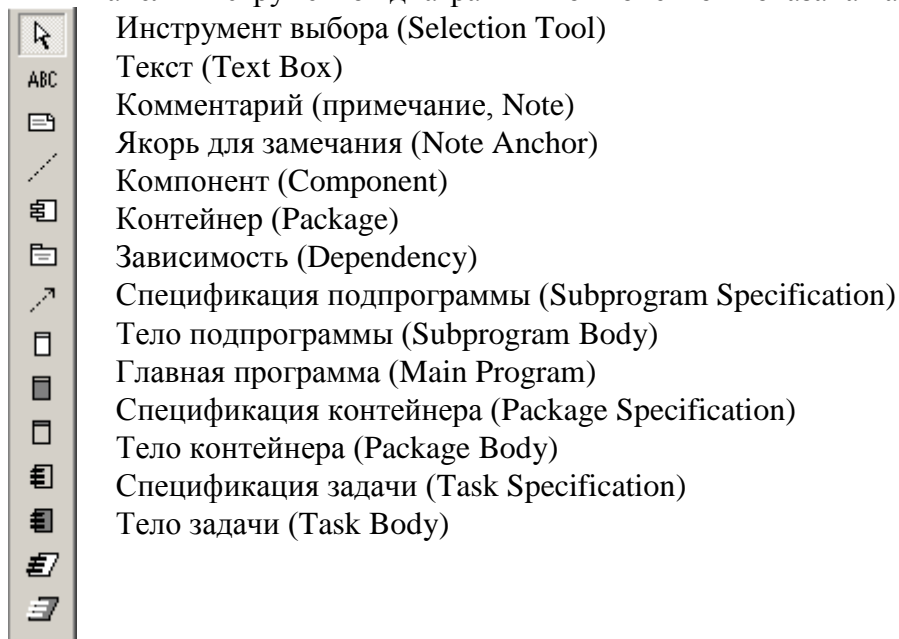 Инструмент выбора (Selection Tool)
ABC
Текст (Text Box)
Комментарий (примечание, Note)
Якорь для замечания (Note Anchor)
Компонент (Component)
Контейнер (Package)
Зависимость (Dependency)
Спецификация подпрограммы (Subprogram Specification)
Тело подпрограммы (Subprogram Body)
Главная программа (Main Program)
Спецификация контейнера (Package Specification)
Тело контейнера (Package Body)
Спецификация задачи (Task Specification)
Тело задачи (Task Body)